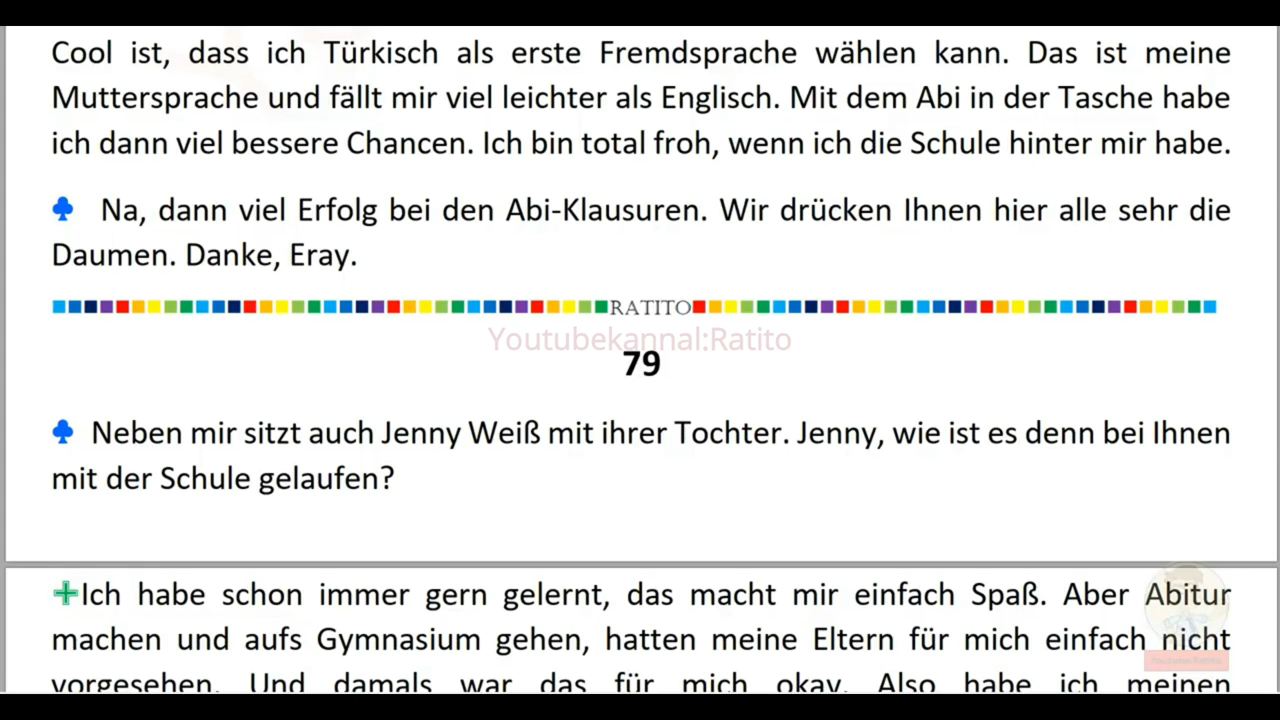 Cool ist, dass ich Türkisch als erste Fremdsprache wählen kann. Das ist meine
Muttersprache und fällt mir viel leichter als Englisch. Mit dem Abi in der Tasche habe
ich dann viel bessere Chancen. Ich bin total froh, wenn ich die Schule hinter mir habe.
♣ Na, dann viel Erfolg bei den Abi-Klausuren. Wir drücken Ihnen hier alle sehr die
Daumen. Danke, Eray.
RATITO
Youtubekannal:Ratito
79
♣ Neben mir sitzt auch Jenny Weiß mit ihrer Tochter. Jenny, wie ist es denn bei Ihnen
mit der Schule gelaufen?
+Ich habe schon immer gern gelernt, das macht mir einfach Spaß. Aber Abitur
machen und aufs Gymnasium gehen, hatten meine Eltern für mich einfach nicht
vorgesehen. Und damals war das für mich okay. Also habe ich meinen